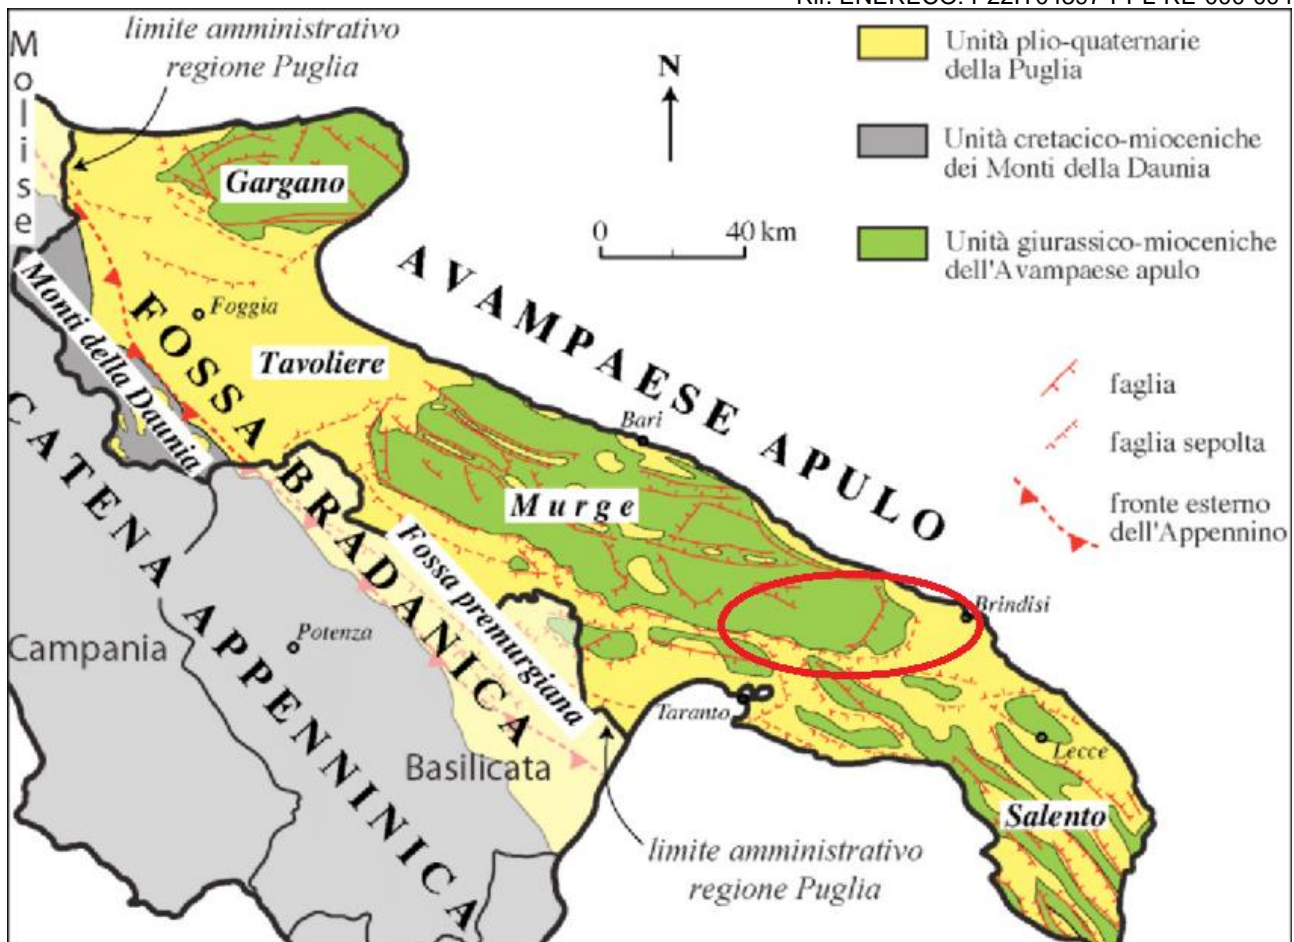 Molise
limite amministrativo
regione Puglia
N
0 40 km
Unità plio-quaternarie
della Puglia
Unità cretacico-mioceniche
dei Monti della Daunia
Unità giurassico-mioceniche
dell'Avampaese apulo
faglia
faglia sepolta
fronte esterno
dell'Appennino
Gargano
Foggia
Monti della Daunia
Tavoliere
FOSSA BRADANICA
AVAMPAESE APULO
Bari
Murge
Fossa premurgiana
CATENA APPENNINICA
Campania
Potenza
Basilicata
Taranto
Brindisi
Lecce
Salento
limite amministrativo
regione Puglia